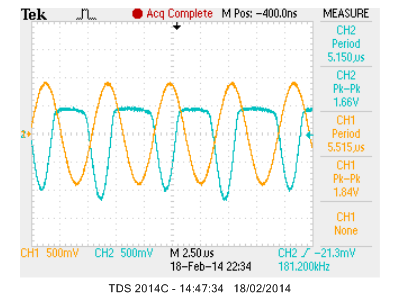 Tek Acq Complete M Pos: -400.0ns MEASURE
CH2
Period
5.150µs
CH2
Pk-Pk
1.66V
CH1
Period
5.515µs
CH1
Pk-Pk
1.84V
CH1
None
2
CH1 500mV CH2 500mV M 2.50µs CH2 -21.3mV
18-Feb-14 22:34 181.200kHz
TDS 2014C - 14:47:34 18/02/2014